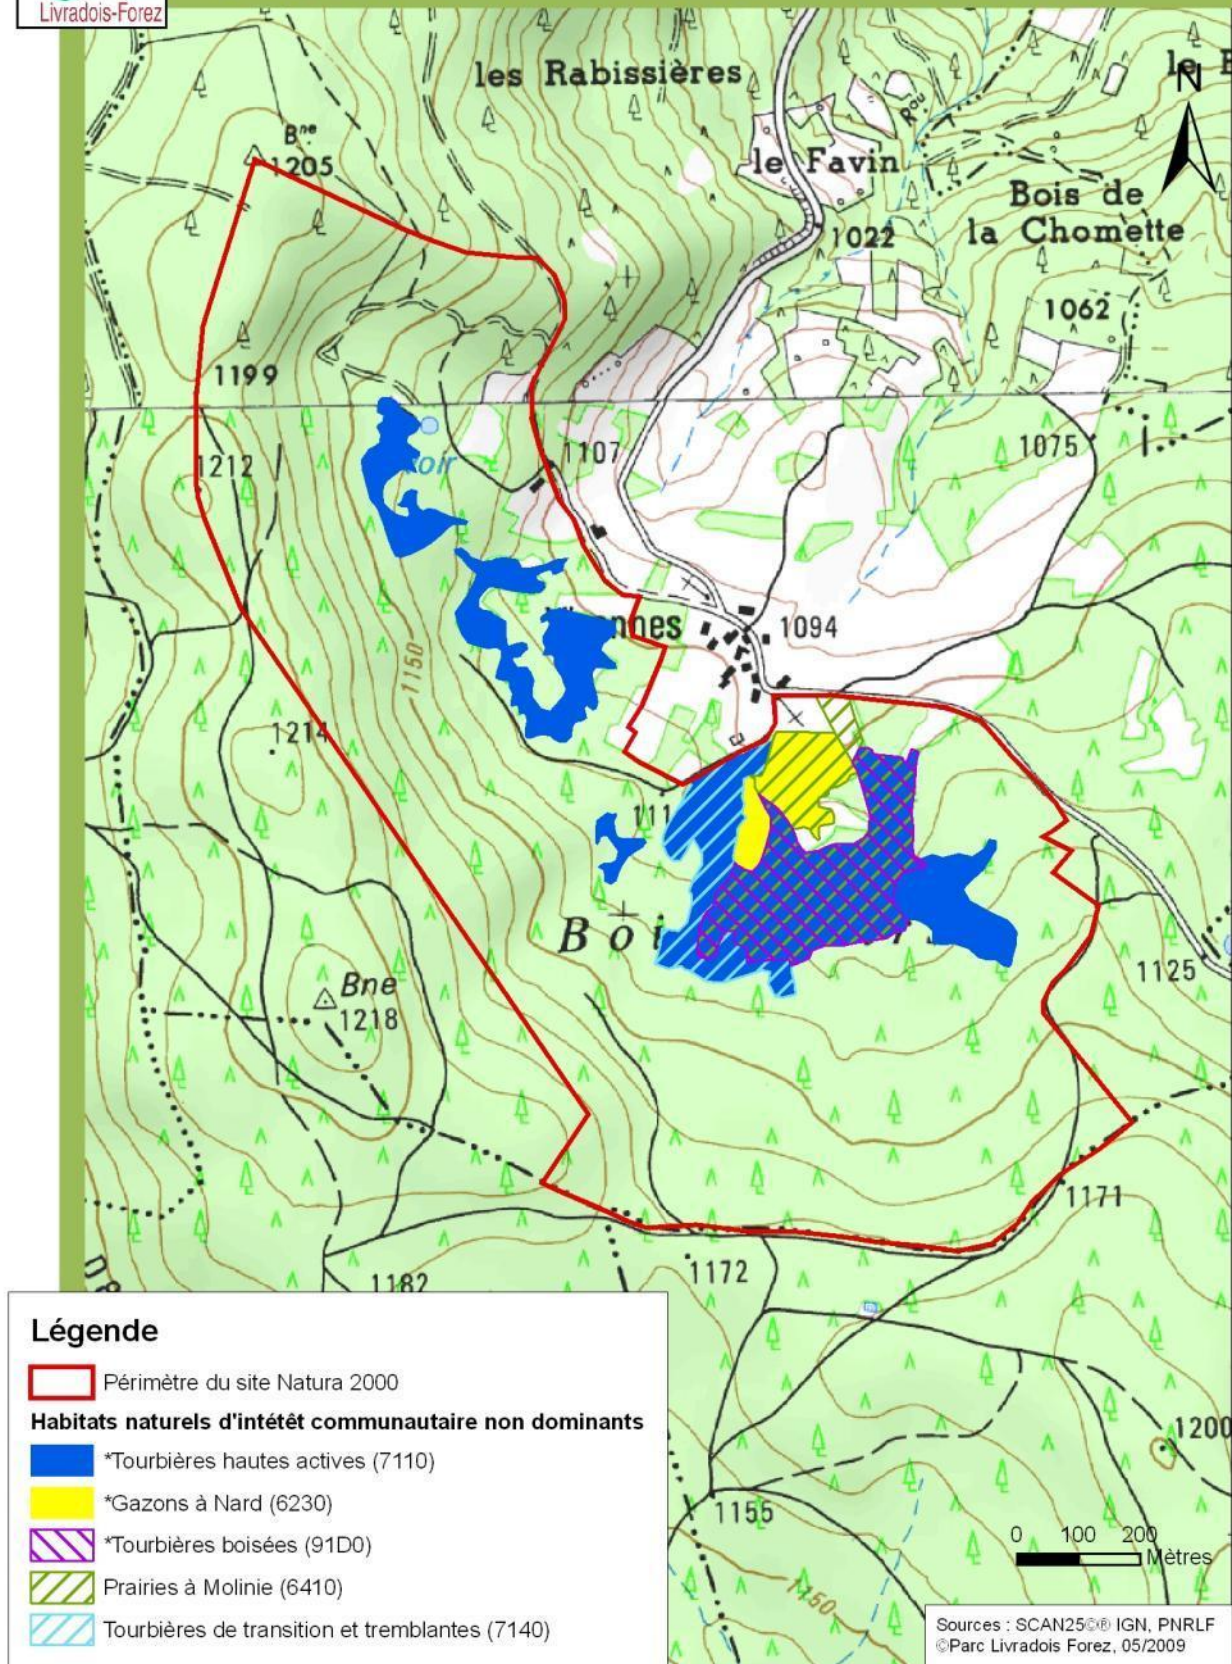 Livradois-Forez
les Rabissières
N
Bne
1205
le Favin
Rau
Bois de
la Chomette
1022
1062
1199
1107
1075
1212
1094
1150
1214
1125
Bne
1218
1171
1172
1182
1200
1155
1150
Légende
Périmètre du site Natura 2000
Habitats naturels d'intétêt communautaire non dominants
*Tourbières hautes actives (7110)
*Gazons à Nard (6230)
*Tourbières boisées (91D0)
Prairies à Molinie (6410)
Tourbières de transition et tremblantes (7140)
0 100 200
Mètres
Sources : SCAN25©® IGN, PNRLF
©Parc Livradois Forez, 05/2009